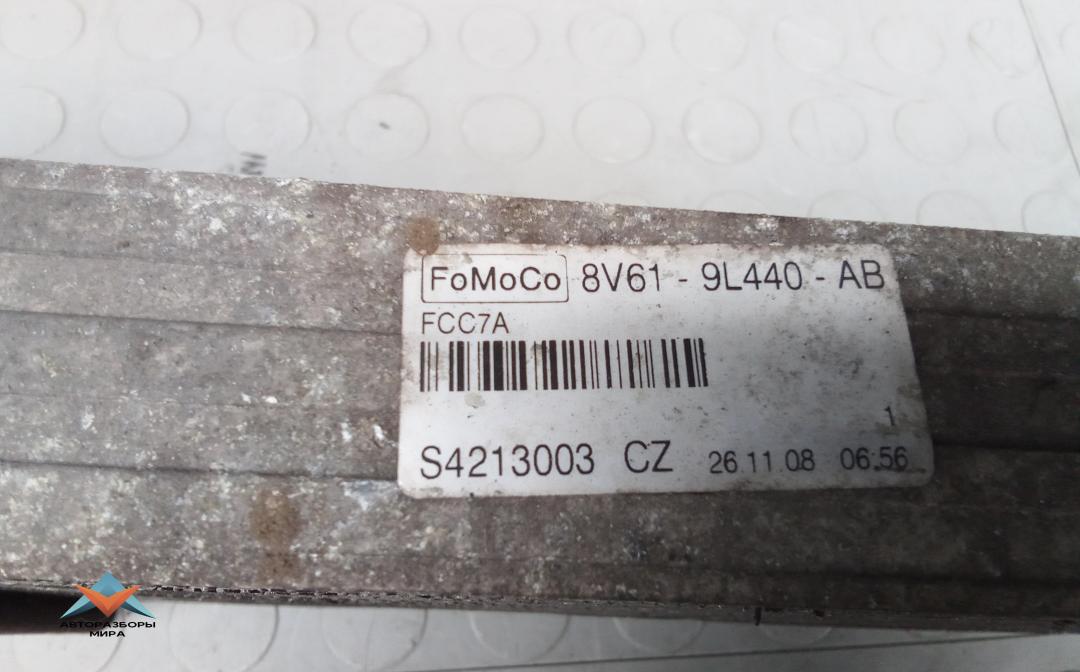 FoMoCo 8V61 - 9L440 - AB
FCC7A
1
S4213003 CZ 26.11.08 06:56
АВТОРАЗБОРЫ
МИРА